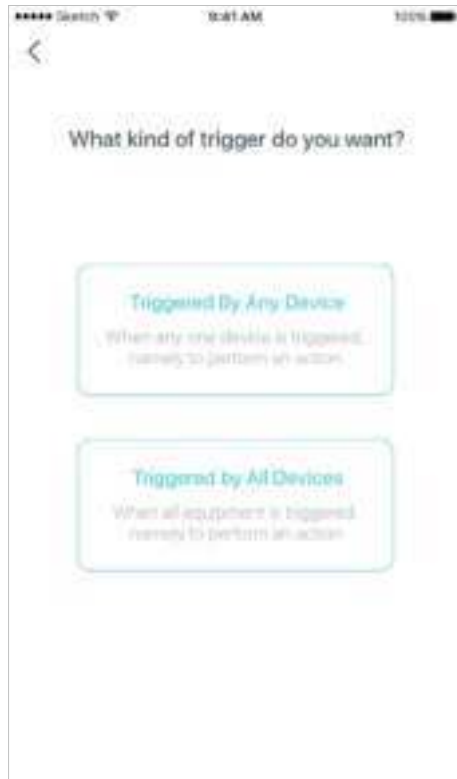 Sketch 9:41 AM 100%
What kind of trigger do you want?
Triggered By Any Device
When any one device is triggered,
namely to perform an action
Triggered by All Devices
When all equipment is triggered,
namely to perform an action